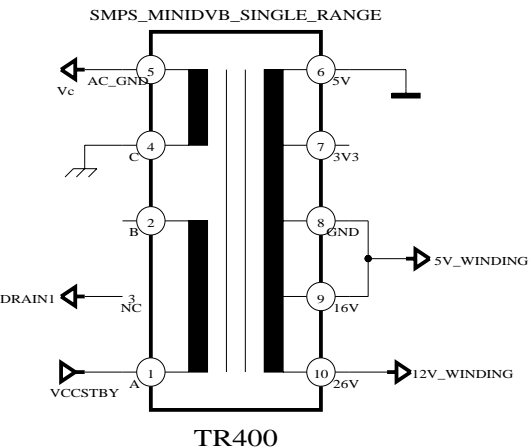 SMPS_MINIDVB_SINGLE_RANGE
5
6
Vc
AC_GND
5V
4
7
C
3V3
2
8
B
GND
5V_WINDING
DRAIN1
3
9
NC
16V
1
10
12V_WINDING
VCCSTBY
A
26V
TR400